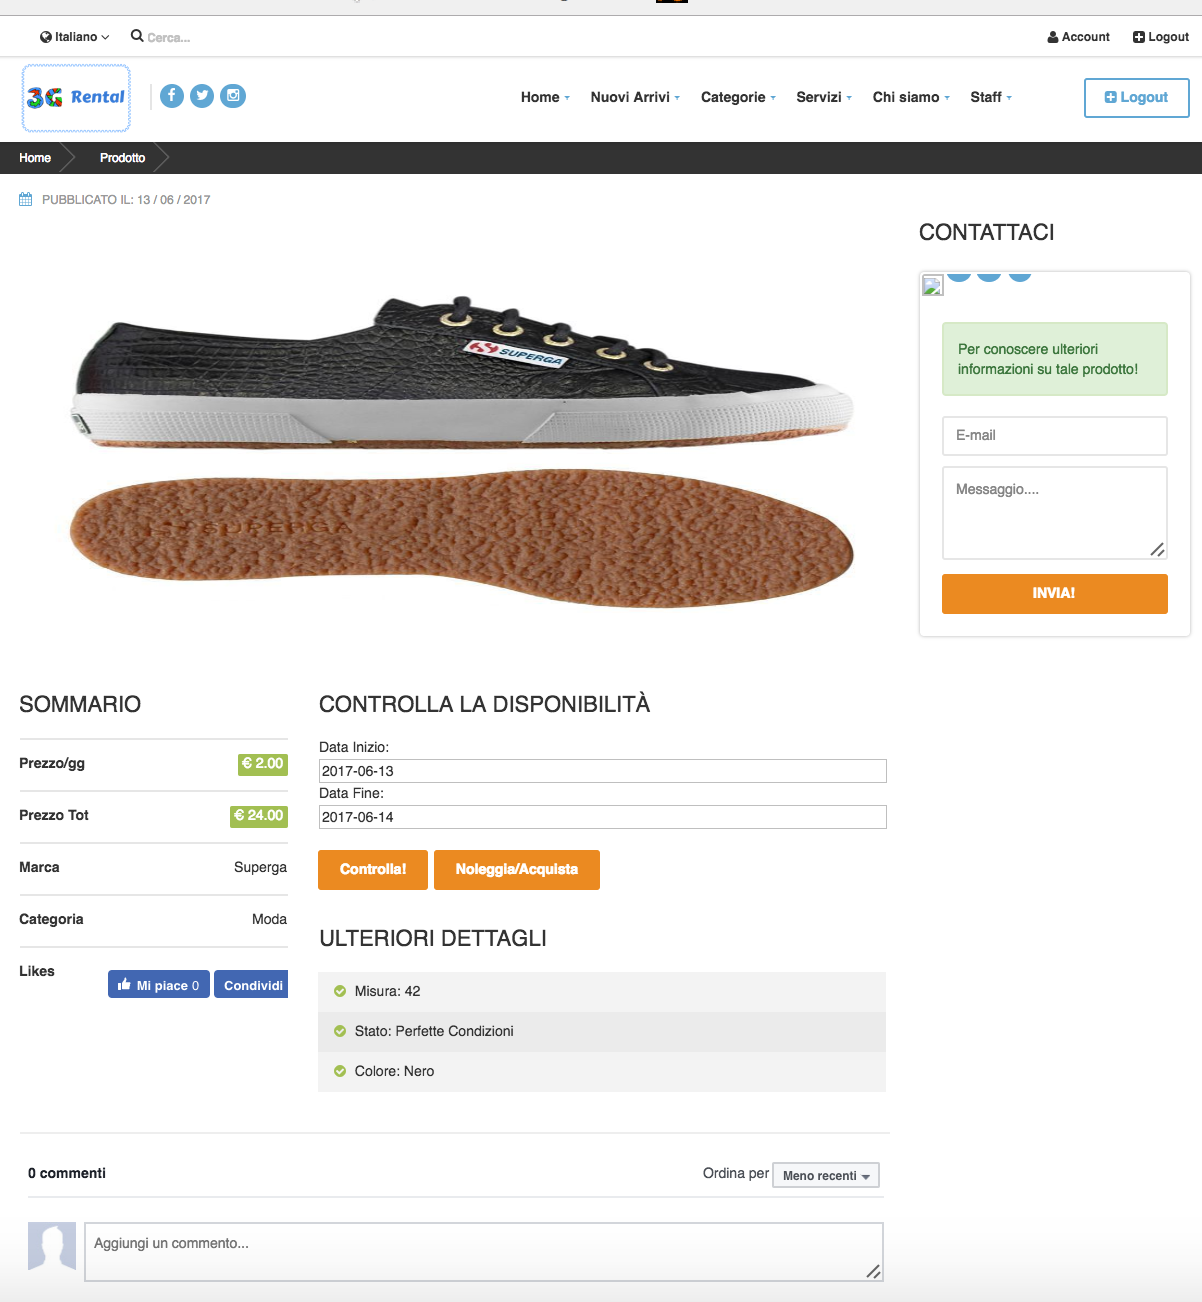 Italiano
Cerca...
Account
Logout
3G Rental
Home
Nuovi Arrivi
Categorie
Servizi
Chi siamo
Staff
Logout
Home
Prodotto
PUBBLICATO IL: 13 / 06 / 2017
SUPERGA
SUPERGA
CONTATTACI
Per conoscere ulteriori
informazioni su tale prodotto!
E-mail
Messaggio....
INVIA!
SOMMARIO
Prezzo/gg € 2.00
Prezzo Tot € 24.00
Marca Superga
Categoria Moda
Likes Mi piace 0 Condividi
CONTROLLA LA DISPONIBILITÀ
Data Inizio:
2017-06-13
Data Fine:
2017-06-14
Controlla!
Noleggia/Acquista
ULTERIORI DETTAGLI
Misura: 42
Stato: Perfette Condizioni
Colore: Nero
0 commenti
Ordina per Meno recenti
Aggiungi un commento...